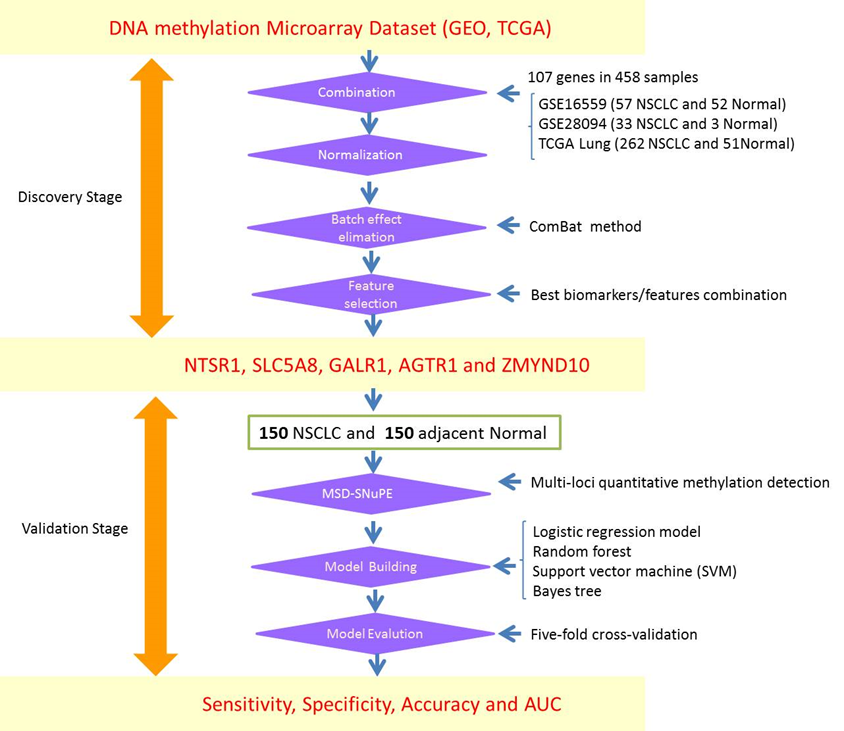 DNA methylation Microarray Dataset (GEO, TCGA)
Combination
107 genes in 458 samples
GSE16559 (57 NSCLC and 52 Normal)
GSE28094 (33 NSCLC and 3 Normal)
TCGA Lung (262 NSCLC and 51Normal)
Normalization
Discovery Stage
Batch effect
elimation
ComBat method
Feature
selection
Best biomarkers/features combination
NTSR1, SLC5A8, GALR1, AGTR1 and ZMYND10
150 NSCLC and 150 adjacent Normal
MSD-SNuPE
Multi-loci quantitative methylation detection
Validation Stage
Model Building
Logistic regression model
Random forest
Support vector machine (SVM)
Bayes tree
Model Evalution
Five-fold cross-validation
Sensitivity, Specificity, Accuracy and AUC